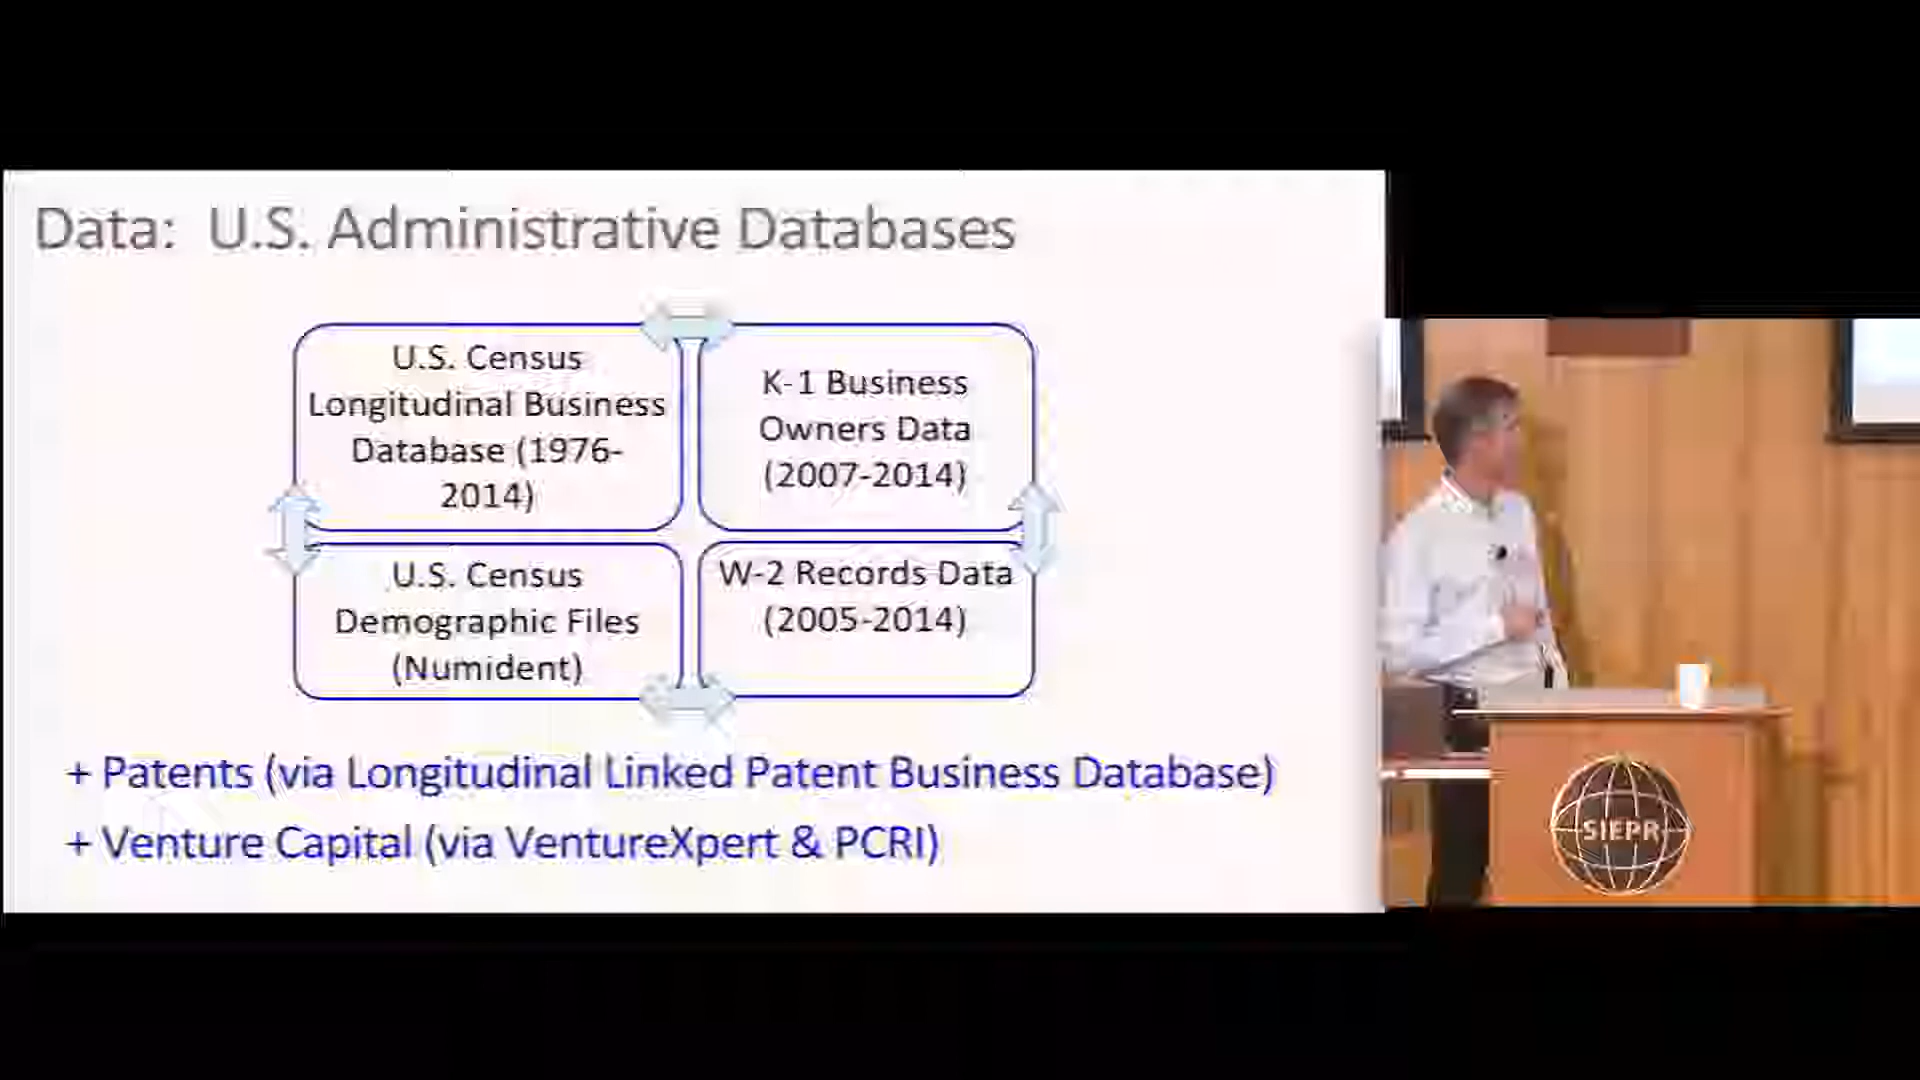 Data: U.S. Administrative Databases
U.S. Census
Longitudinal Business
Database (1976-
2014)
K-1 Business
Owners Data
(2007-2014)
U.S. Census
Demographic Files
(Numident)
W-2 Records Data
(2005-2014)
+ Patents (via Longitudinal Linked Patent Business Database)
+ Venture Capital (via VentureXpert & PCRI)
SIEPR